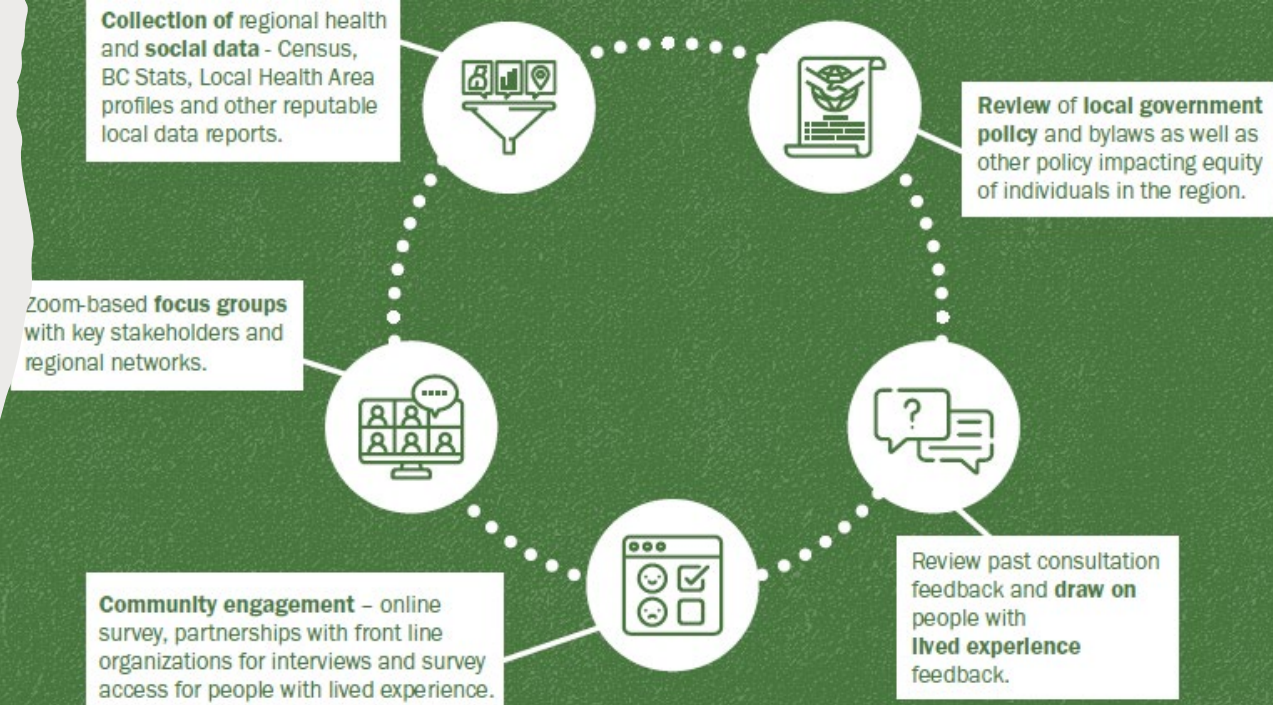 Collection of regional health
and social data - Census,
BC Stats, Local Health Area
profiles and other reputable
local data reports.
Review of local government
policy and bylaws as well as
other policy impacting equity
of individuals in the region.
Zoom-based focus groups
with key stakeholders and
regional networks.
?
Review past consultation
feedback and draw on
people with
lived experience
feedback.
Community engagement – online
survey, partnerships with front line
organizations for interviews and survey
access for people with lived experience.